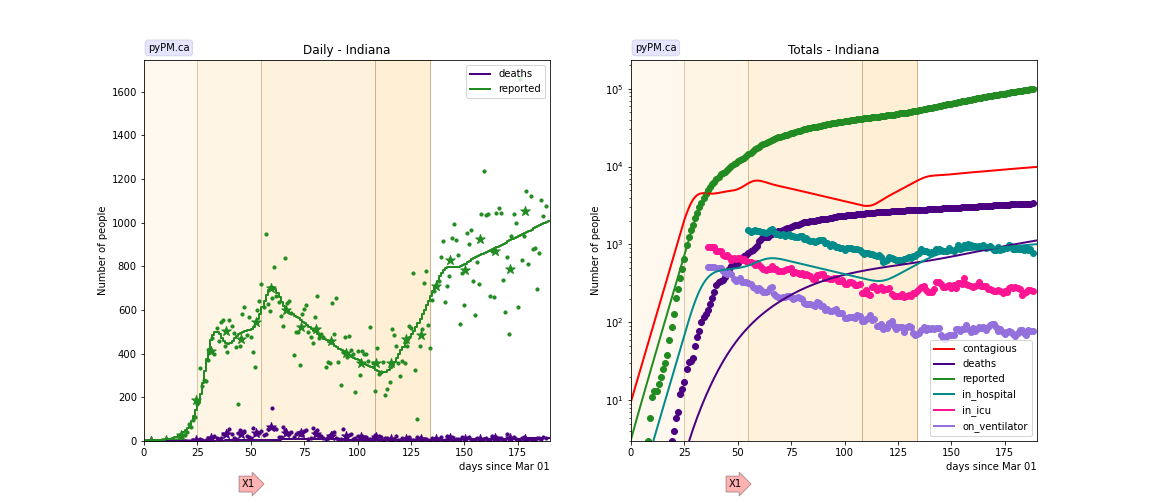 pyPM.ca
Daily - Indiana
deaths
reported
Number of people
1600
1400
1200
1000
800
600
400
200
0
0 25 50 75 100 125 150 175
days since Mar 01
X1
pyPM.ca
Totals - Indiana
Number of people
10⁵
10⁴
10³
10²
10¹
contagious
deaths
reported
in_hospital
in_icu
on_ventilator
0 25 50 75 100 125 150 175
days since Mar 01
X1